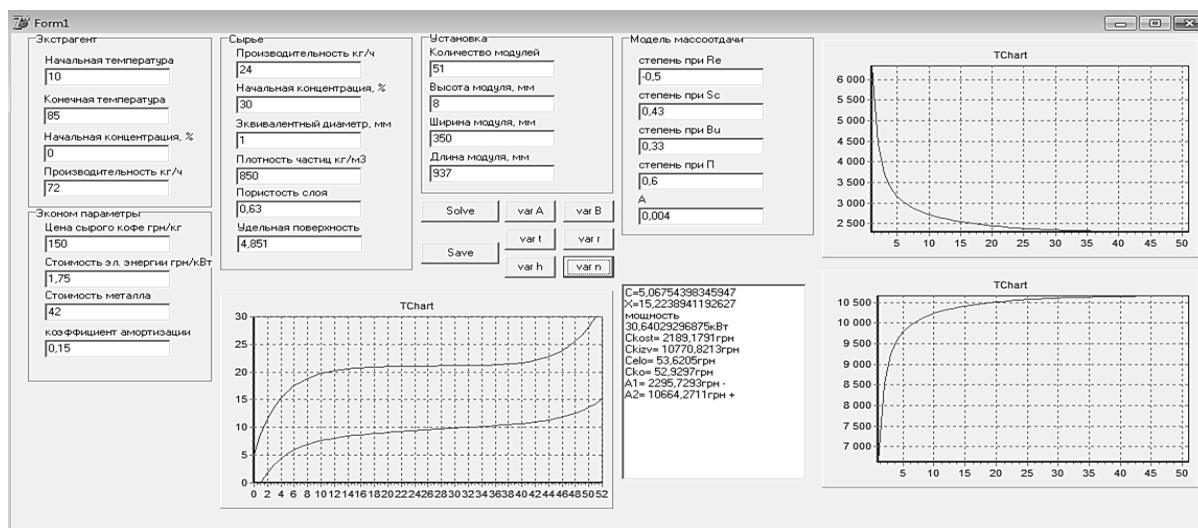 Form1
Экстрагент
Начальная температура
10
Конечная температура
85
Начальная концентрация, %
0
Производительность кг/ч
72
Эконом параметры
Цена сырого кофе грн/кг
150
Стоимость эл. энергии грн/кВт
1,75
Стоимость металла
42
коэффициент амортизации
0,15
Сырье
Производительность кг/ч
24
Начальная концентрация, %
30
Эквивалентный диаметр, мм
1
Плотность частиц кг/м3
850
Пористость слоя
0,63
Удельная поверхность
4,851
Установка
Количество модулей
51
Высота модуля, мм
8
Ширина модуля, мм
350
Длина модуля, мм
937
Solve var A var B
var t var r
Save
var h var n
Модель массоотдачи
степень при Re
-0,5
степень при Sc
0,43
степень при Bu
0,33
степень при П
0,6
A
0,004
TChart
30
25
20
15
10
5
0
0 2 4 6 8 10 12 14 16 18 20 22 24 26 28 30 32 34 36 38 40 42 44 46 48 50 52
C=5,06754398345947
X=15,2238941192627
мощность
30,64029296875кВт
Ckost= 2189,1791грн
Ckizv= 10770,8213грн
Celo= 53,6205грн
Cko= 52,9297грн
A1= 2295,7293грн -
A2= 10664,2711грн +
TChart
6 000
5 500
5 000
4 500
4 000
3 500
3 000
2 500
5 10 15 20 25 30 35 40 45 50
TChart
10 500
10 000
9 500
9 000
8 500
8 000
7 500
7 000
5 10 15 20 25 30 35 40 45 50